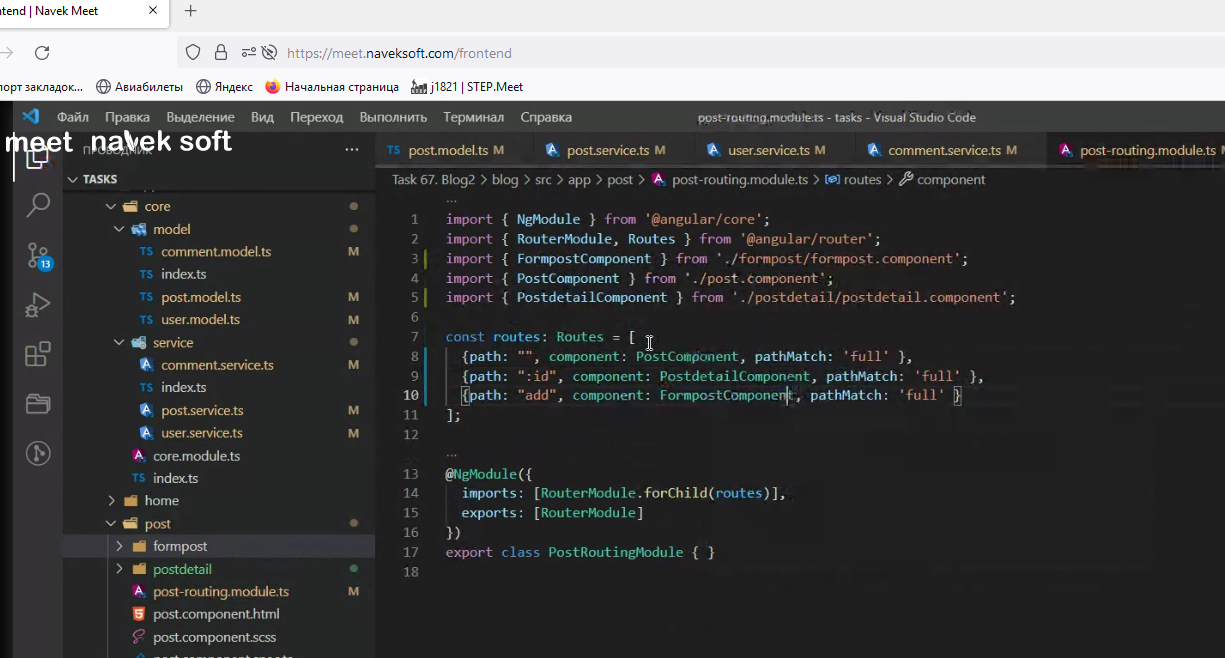 ntend | Navek Meet
https://meet.naveksoft.com/frontend
порт закладок... Авиабилеты Яндекс Начальная страница j1821 | STEP.Meet
Файл Правка Выделение Вид Переход Выполнить Терминал Справка post-routing.module.ts - tasks - Visual Studio Code
meet navek soft
ПРОВОДНИК ...
TS post.model.ts M post.service.ts M user.service.ts M comment.service.ts M post-routing.module.ts M
TASKS
Task 67. Blog2 > blog > src > app > post > post-routing.module.ts > routes > component
core
model
TS comment.model.ts M
TS index.ts
TS post.model.ts M
TS user.model.ts M
service
comment.service.ts M
TS index.ts
post.service.ts M
user.service.ts M
core.module.ts
TS index.ts
home
post
formpost
postdetail
post-routing.module.ts M
post.component.html
post.component.scss
13
...
1 import { NgModule } from '@angular/core';
2 import { RouterModule, Routes } from '@angular/router';
3 import { FormpostComponent } from './formpost/formpost.component';
4 import { PostComponent } from './post.component';
5 import { PostdetailComponent } from './postdetail/postdetail.component';
6
7 const routes: Routes = [
8 {path: "", component: PostComponent, pathMatch: 'full' },
9 {path: ":id", component: PostdetailComponent, pathMatch: 'full' },
10 {path: "add", component: FormpostComponent, pathMatch: 'full' }
11 ];
12
...
13 @NgModule({
14 imports: [RouterModule.forChild(routes)],
15 exports: [RouterModule]
16 })
17 export class PostRoutingModule { }
18